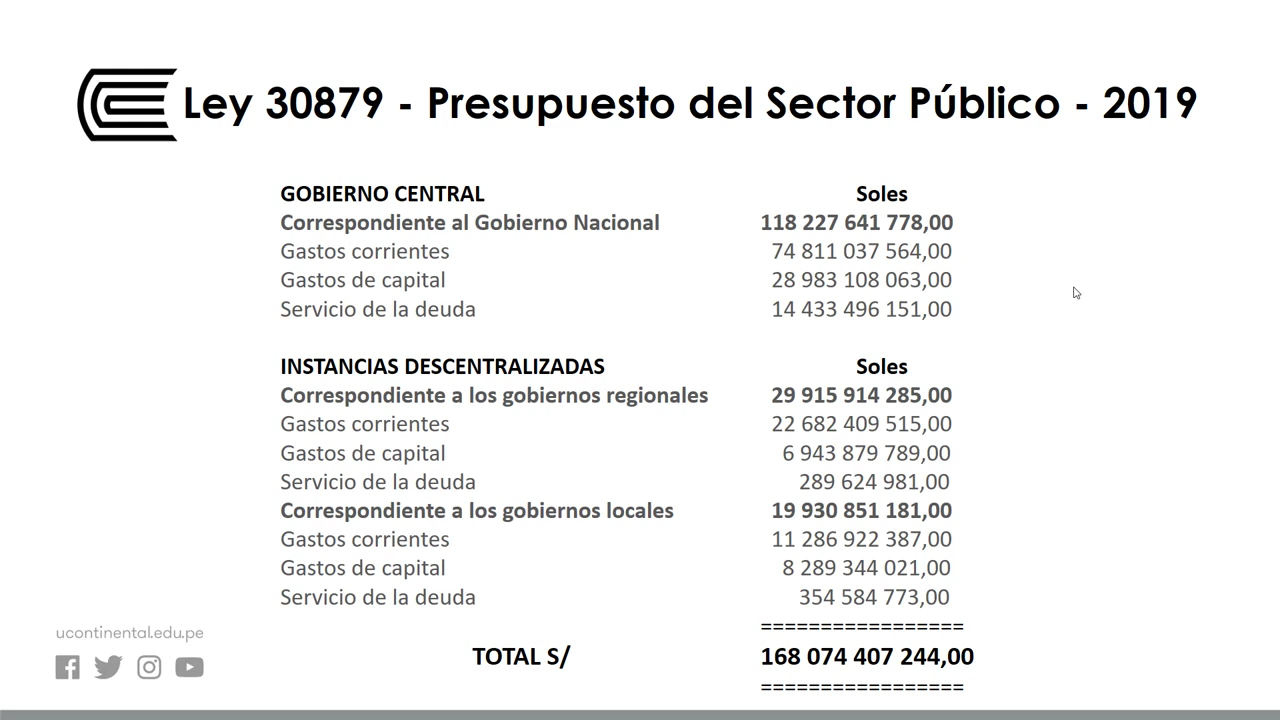 Ley 30879 - Presupuesto del Sector Público - 2019
GOBIERNO CENTRAL Soles
Correspondiente al Gobierno Nacional 118 227 641 778,00
Gastos corrientes 74 811 037 564,00
Gastos de capital 28 983 108 063,00
Servicio de la deuda 14 433 496 151,00
INSTANCIAS DESCENTRALIZADAS Soles
Correspondiente a los gobiernos regionales 29 915 914 285,00
Gastos corrientes 22 682 409 515,00
Gastos de capital 6 943 879 789,00
Servicio de la deuda 289 624 981,00
Correspondiente a los gobiernos locales 19 930 851 181,00
Gastos corrientes 11 286 922 387,00
Gastos de capital 8 289 344 021,00
Servicio de la deuda 354 584 773,00
================
TOTAL S/ 168 074 407 244,00
================
ucontinental.edu.pe